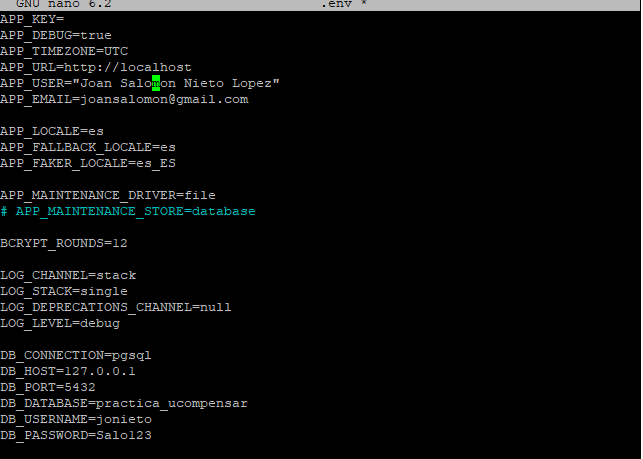 GNU nano 6.2 .env *
APP_KEY=
APP_DEBUG=true
APP_TIMEZONE=UTC
APP_URL=http://localhost
APP_USER="Joan Salomon Nieto Lopez"
APP_EMAIL=joansalomon@gmail.com
APP_LOCALE=es
APP_FALLBACK_LOCALE=es
APP_FAKER_LOCALE=es_ES
APP_MAINTENANCE_DRIVER=file
# APP_MAINTENANCE_STORE=database
BCRYPT_ROUNDS=12
LOG_CHANNEL=stack
LOG_STACK=single
LOG_DEPRECATIONS_CHANNEL=null
LOG_LEVEL=debug
DB_CONNECTION=pgsql
DB_HOST=127.0.0.1
DB_PORT=5432
DB_DATABASE=practica_ucompensar
DB_USERNAME=jonieto
DB_PASSWORD=Salo123